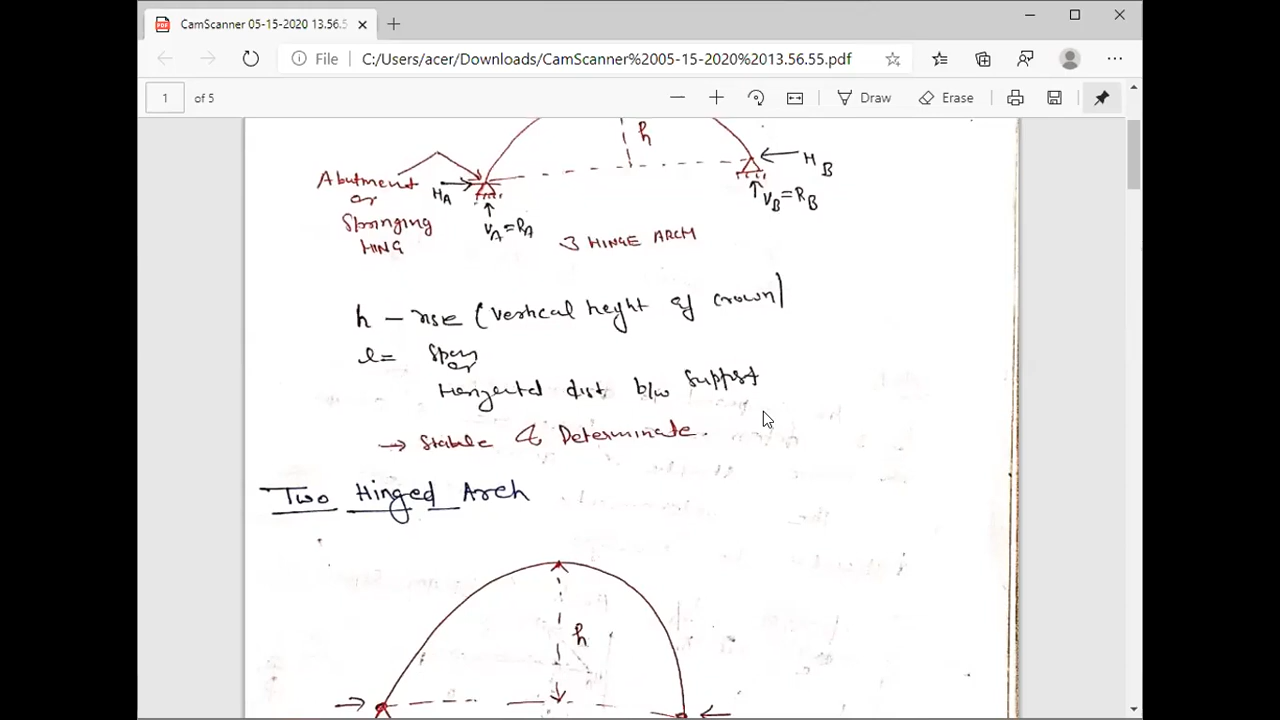 CamScanner 05-15-2020 13.56.5
File C:/Users/acer/Downloads/CamScanner%2005-15-2020%2013.56.55.pdf
1 of 5 Draw Erase
h
Abutment
or
Springing
HING
HA
VA=RA
HB
VB=RB
3 HINGE ARCH
h – rise (vertical height of crown)
l= Span
or
Horizontal dist. b/w support
→ Stable & Determinate.
Two Hinged Arch
h